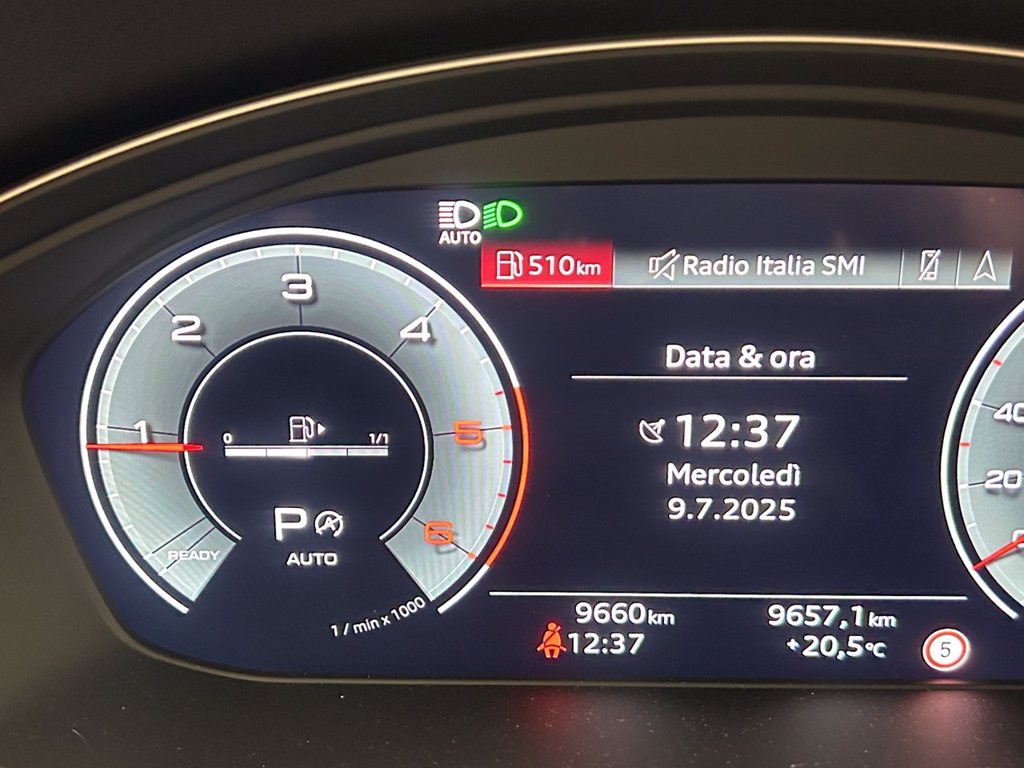 AUTO
510km
Radio Italia SMI
1
2
3
4
5
6
READY
0
1/1
P A
AUTO
1 / min x 1000
Data & ora
12:37
Mercoledì
9.7.2025
9660km
9657,1km
12:37
+20,5°C
5
40
20
0